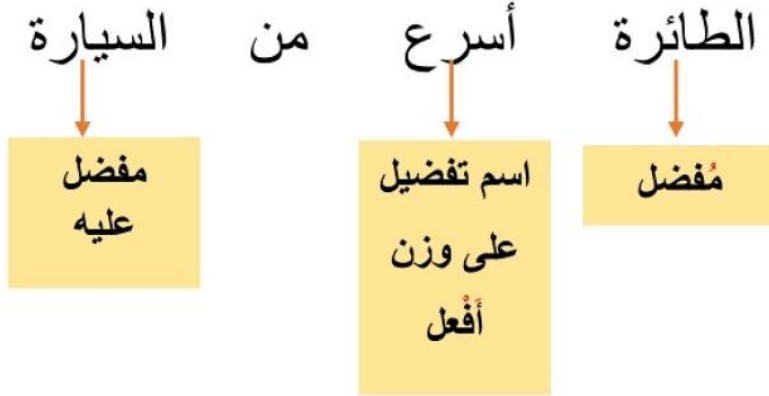 الطائرة أسرع من السيارة
مُفضل
اسم تفضيل
على وزن
أَفْعل
مفضل
عليه